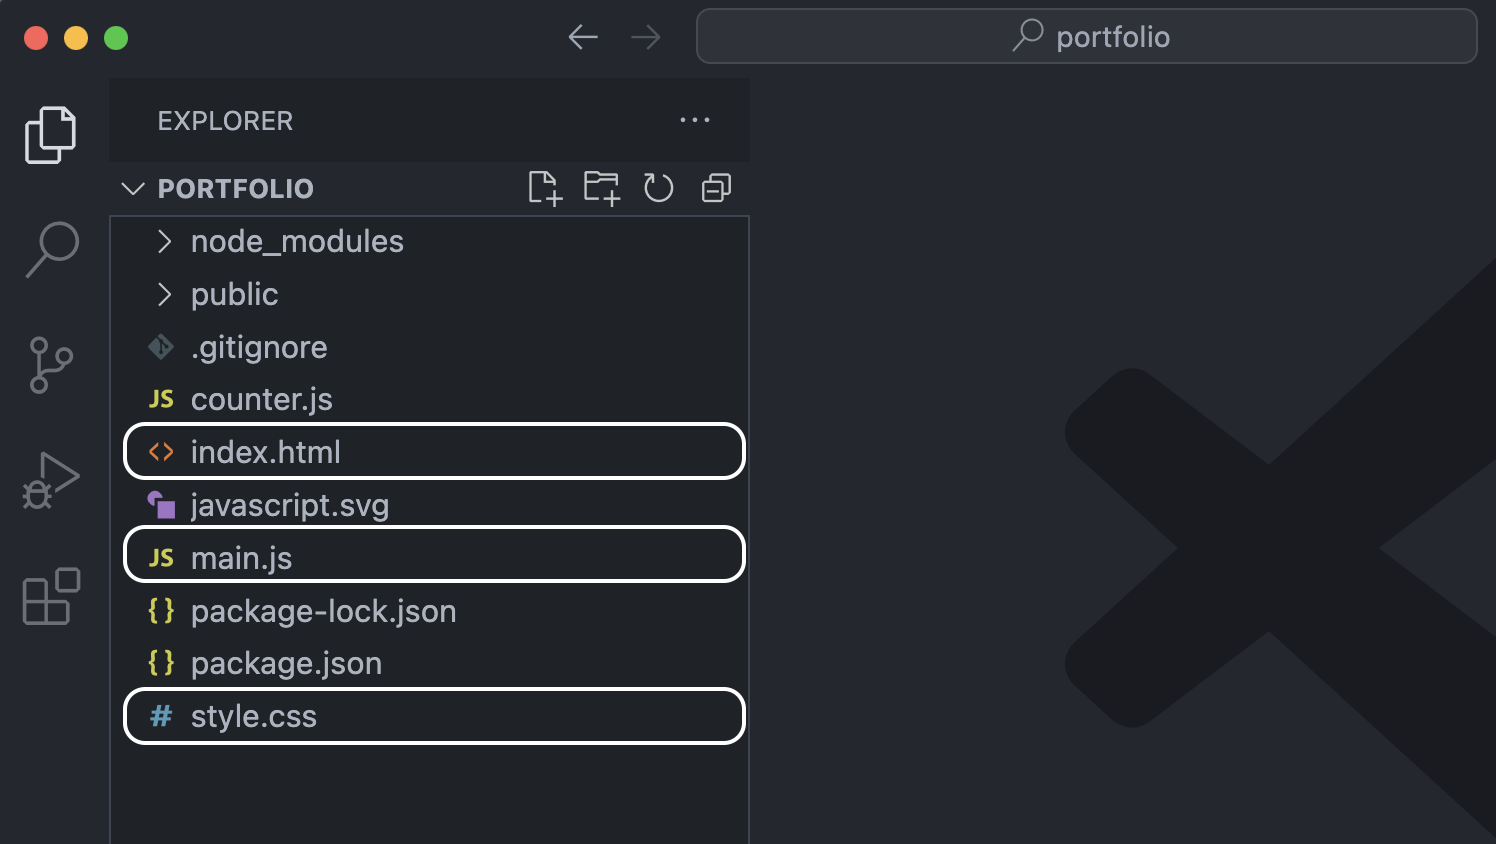 portfolio
EXPLORER
PORTFOLIO
node_modules
public
.gitignore
JS counter.js
<> index.html
javascript.svg
JS main.js
{} package-lock.json
{} package.json
# style.css